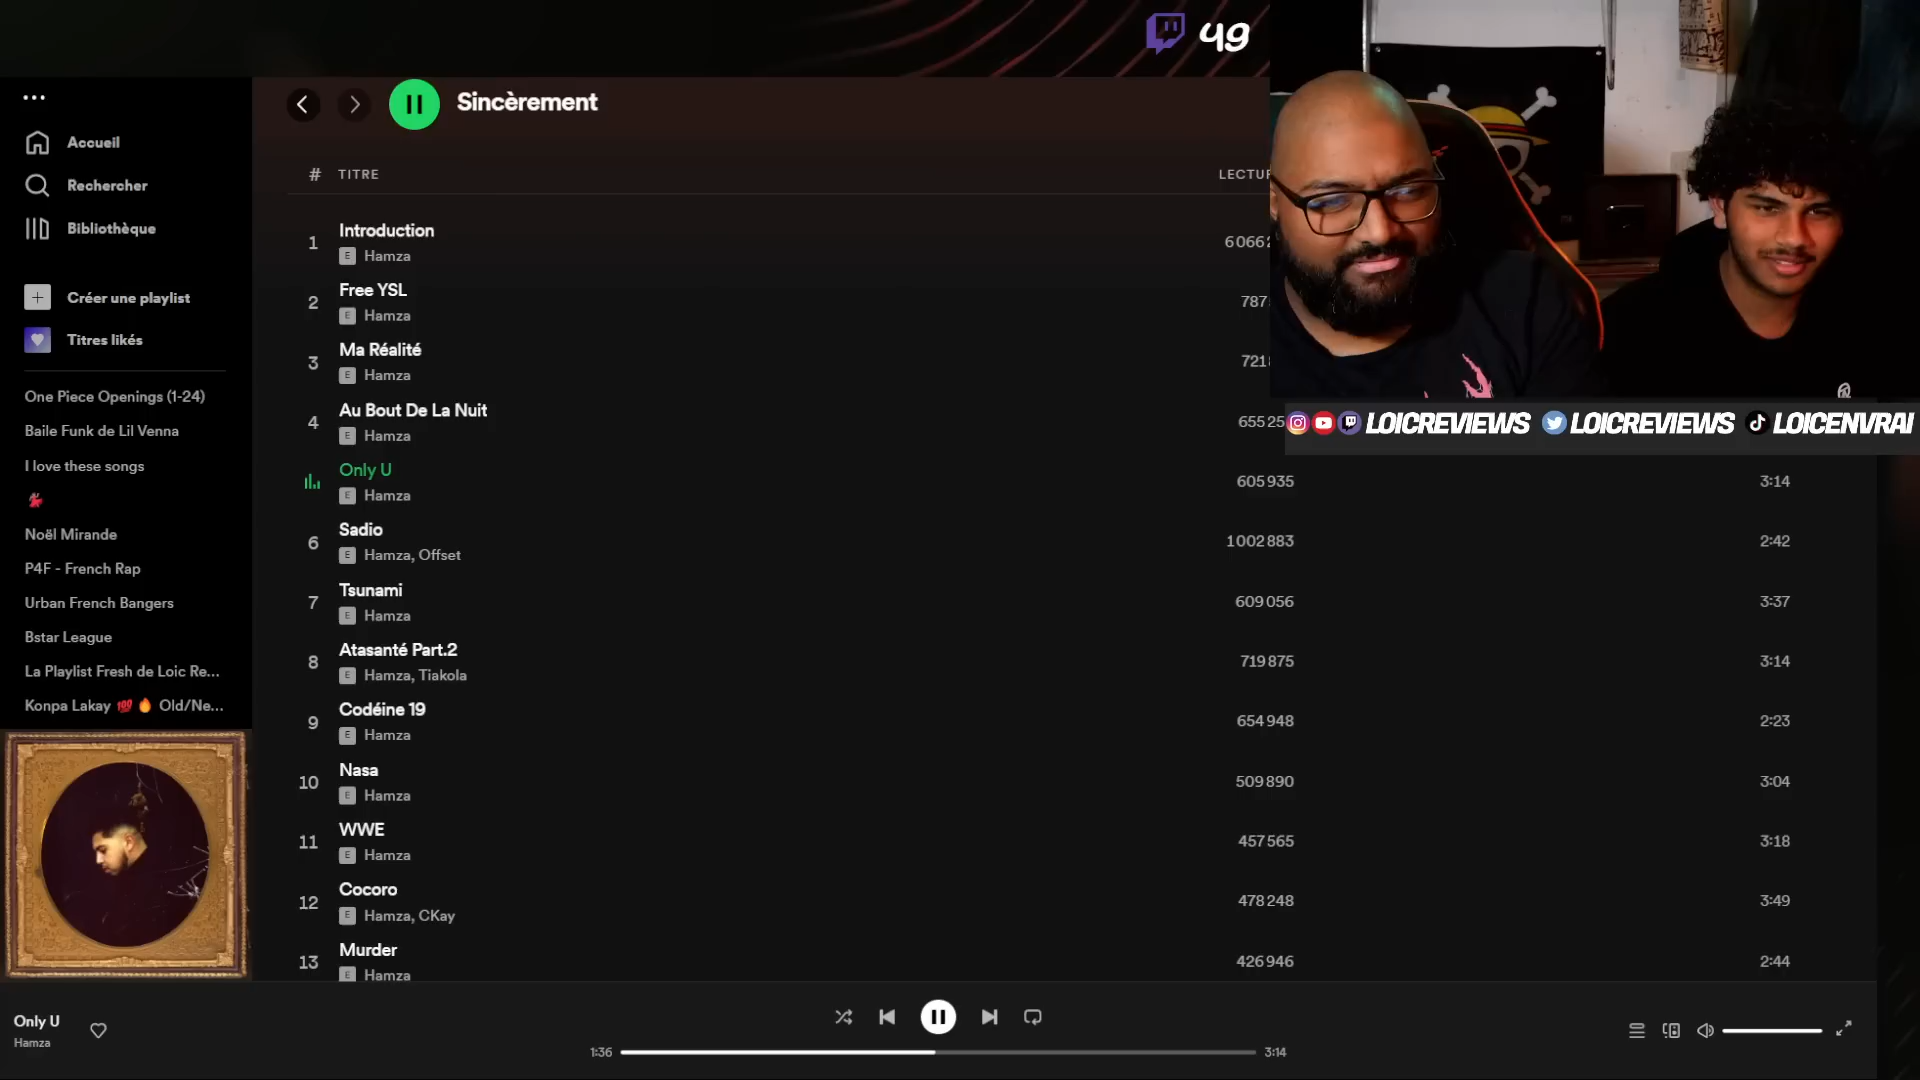 49
Sincèrement
Accueil
Rechercher
Bibliothèque
Créer une playlist
Titres likés
One Piece Openings (1-24)
Baile Funk de Lil Venna
I love these songs
Noël Mirande
P4F - French Rap
Urban French Bangers
Bstar League
La Playlist Fresh de Loic Re...
Konpa Lakay 💯 🔥 Old/Ne...
# TITRE LECTU
1 Introduction 6 066
E Hamza
2 Free YSL 787
E Hamza
3 Ma Réalité 721
E Hamza
4 Au Bout De La Nuit 655 25
E Hamza
LOICREVIEWS LOICREVIEWS LOICENVRAI
Only U 605 935 3:14
E Hamza
6 Sadio 1 002 883 2:42
E Hamza, Offset
7 Tsunami 609 056 3:37
E Hamza
8 Atasanté Part.2 719 875 3:14
E Hamza, Tiakola
9 Codéine 19 654 948 2:23
E Hamza
10 Nasa 509 890 3:04
E Hamza
11 WWE 457 565 3:18
E Hamza
12 Cocoro 478 248 3:49
E Hamza, CKay
13 Murder 426 946 2:44
E Hamza
Only U
Hamza
1:36 3:14